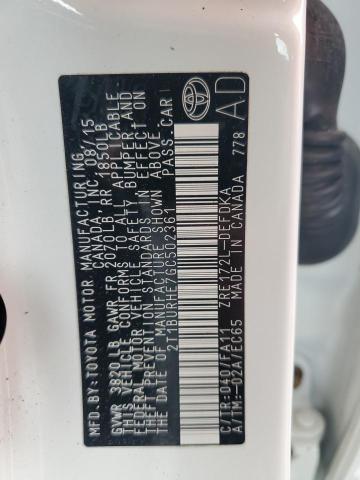 MFD.BY:TOYOTA MOTOR MANUFACTURING
CANADA, INC. 08/15
GVWR 3820LB GAWR FR 2070LB RR 1850LB
THIS VEHICLE CONFORMS TO ALL APPLICABLE
FEDERAL MOTOR VEHICLE SAFETY, BUMPER, AND
THEFT PREVENTION STANDARDS IN EFFECT ON
THE DATE OF MANUFACTURE SHOWN ABOVE.
2T1BURHE7GC502361 PASS.CAR
C/TR:040/FA11 ZRE172L-DEFDKA
A/TM:-02A/EC65 MADE IN CANADA 778
TOYOTA
AD